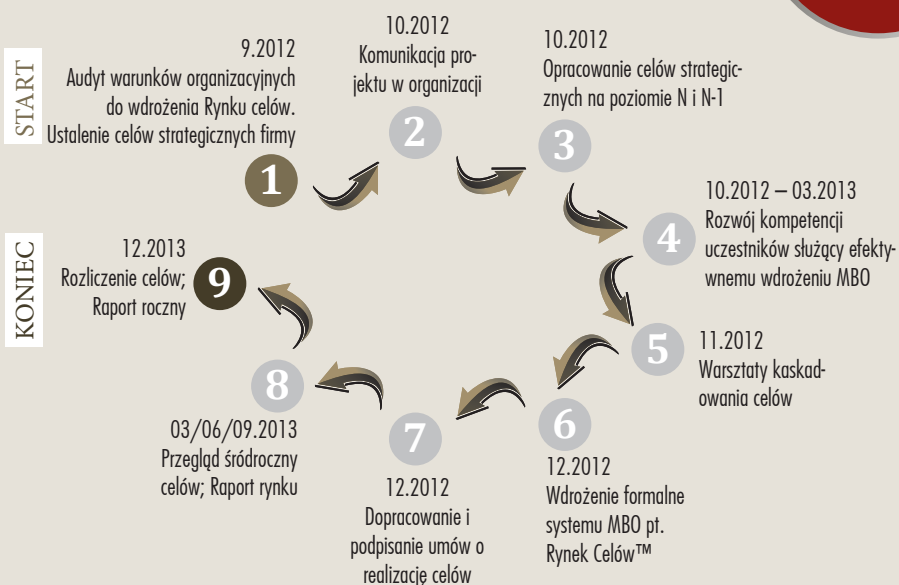 START
9.2012
Audyt warunków organizacyjnych
do wdrożenia Rynku celów.
Ustalenie celów strategicznych firmy
1
10.2012
Komunikacja pro-
jektu w organizacji
2
10.2012
Opracowanie celów strategic-
znych na poziomie N i N-1
3
10.2012 – 03.2013
Rozwój kompetencji
uczestników służący efekty-
wnemu wdrożeniu MBO
4
11.2012
Warsztaty kaskad-
owania celów
5
12.2012
Wdrożenie formalne
systemu MBO pt.
Rynek Celów™
6
12.2012
Dopracowanie i
podpisanie umów o
realizację celów
7
03/06/09.2013
Przegląd śródroczny
celów; Raport rynku
8
KONIEC
12.2013
Rozliczenie celów;
Raport roczny
9